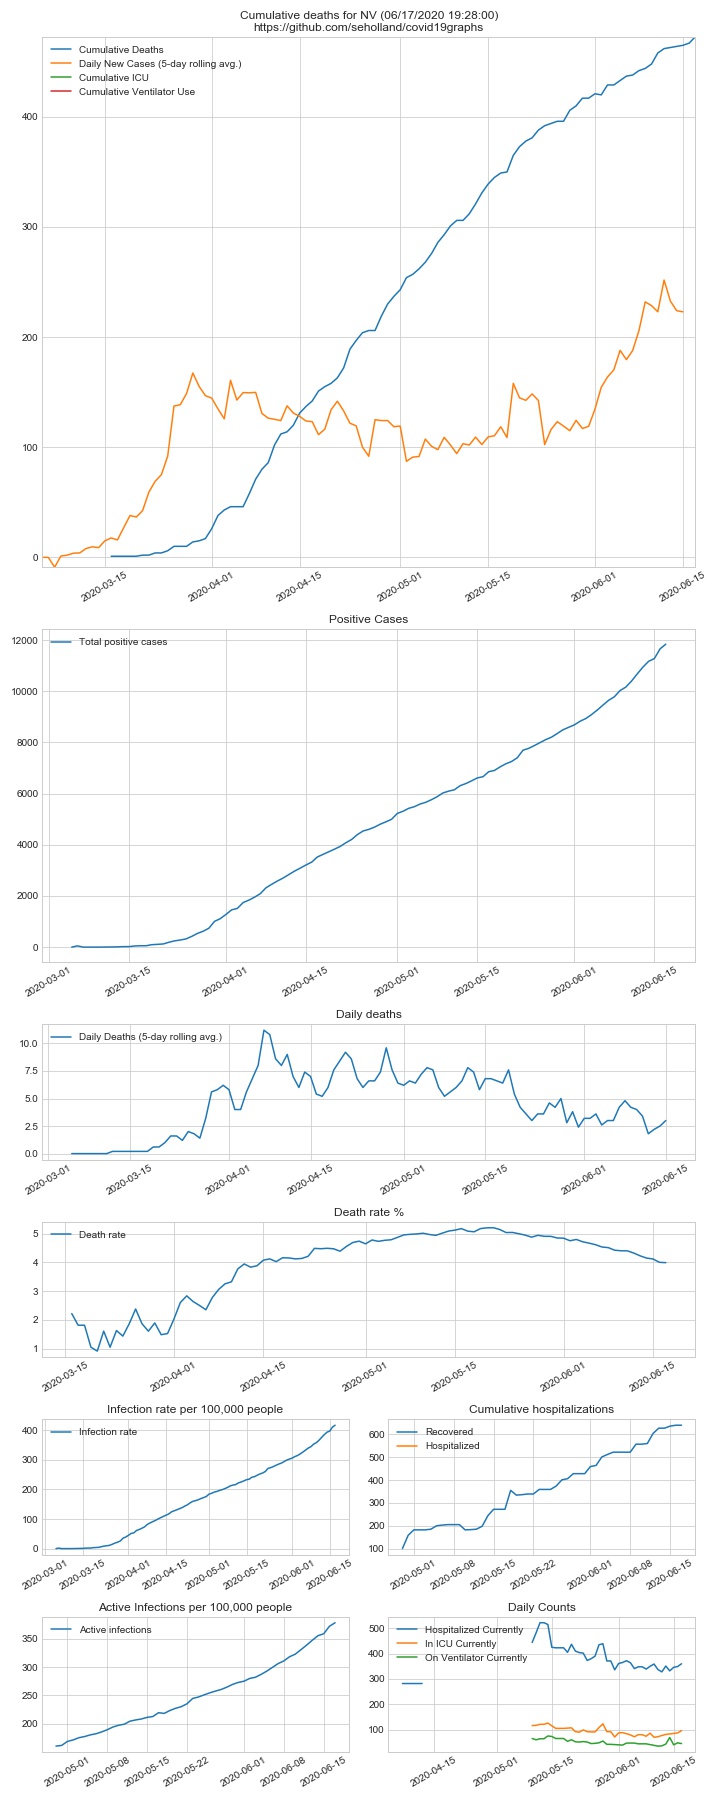 Cumulative deaths for NV (06/17/2020 19:28:00)
https://github.com/seholland/covid19graphs
Cumulative Deaths
Daily New Cases (5-day rolling avg.)
Cumulative ICU
Cumulative Ventilator Use
400
300
200
100
0
2020-03-15 2020-04-01 2020-04-15 2020-05-01 2020-05-15 2020-06-01 2020-06-15
Positive Cases
Total positive cases
12000
10000
8000
6000
4000
2000
0
2020-03-01 2020-03-15 2020-04-01 2020-04-15 2020-05-01 2020-05-15 2020-06-01 2020-06-15
Daily deaths
Daily Deaths (5-day rolling avg.)
10.0
7.5
5.0
2.5
0.0
2020-03-01 2020-03-15 2020-04-01 2020-04-15 2020-05-01 2020-05-15 2020-06-01 2020-06-15
Death rate %
Death rate
5
4
3
2
1
2020-03-15 2020-04-01 2020-04-15 2020-05-01 2020-05-15 2020-06-01 2020-06-15
Infection rate per 100,000 people
Infection rate
400
300
200
100
0
2020-03-01 2020-03-15 2020-04-01 2020-04-15 2020-05-01 2020-05-15 2020-06-01 2020-06-15
Cumulative hospitalizations
Recovered
Hospitalized
600
500
400
300
200
100
2020-05-01 2020-05-08 2020-05-15 2020-05-22 2020-06-01 2020-06-08 2020-06-15
Active Infections per 100,000 people
Active infections
350
300
250
200
2020-05-01 2020-05-08 2020-05-15 2020-05-22 2020-06-01 2020-06-08 2020-06-15
Daily Counts
Hospitalized Currently
In ICU Currently
On Ventilator Currently
500
400
300
200
100
2020-04-15 2020-05-01 2020-05-15 2020-06-01 2020-06-15